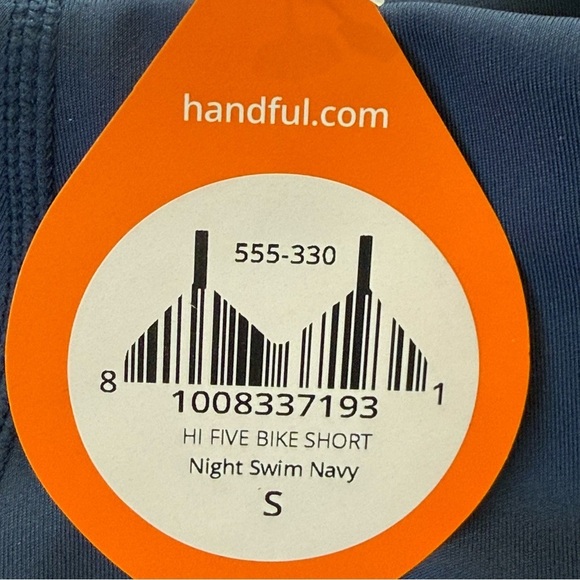 handful.com
555-330
8 1008337193 1
HI FIVE BIKE SHORT
Night Swim Navy
S